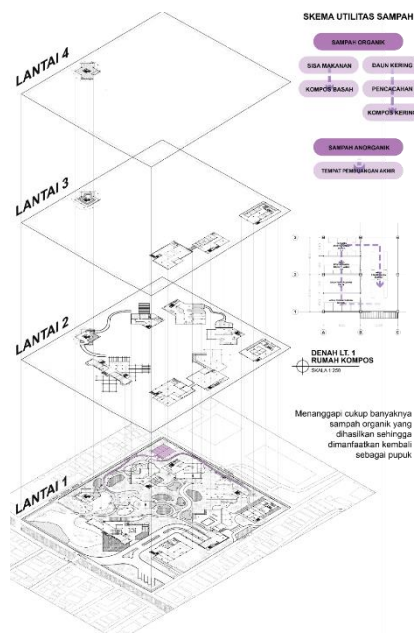 SKEMA UTILITAS SAMPAH
SAMPAH ORGANIK
SISA MAKANAN
DAUN KERING
KOMPOS BASAH
PENCACAHAN
KOMPOS KERING
SAMPAH ANORGANIK
TEMPAT PEMBUANGAN AKHIR
LANTAI 4
LANTAI 3
LANTAI 2
LANTAI 1
DENAH LT. 1
RUMAH KOMPOS
SKALA 1:250
Menanggapi cukup banyaknya
sampah organik yang
dihasilkan sehingga
dimanfaatkan kembali
sebagai pupuk